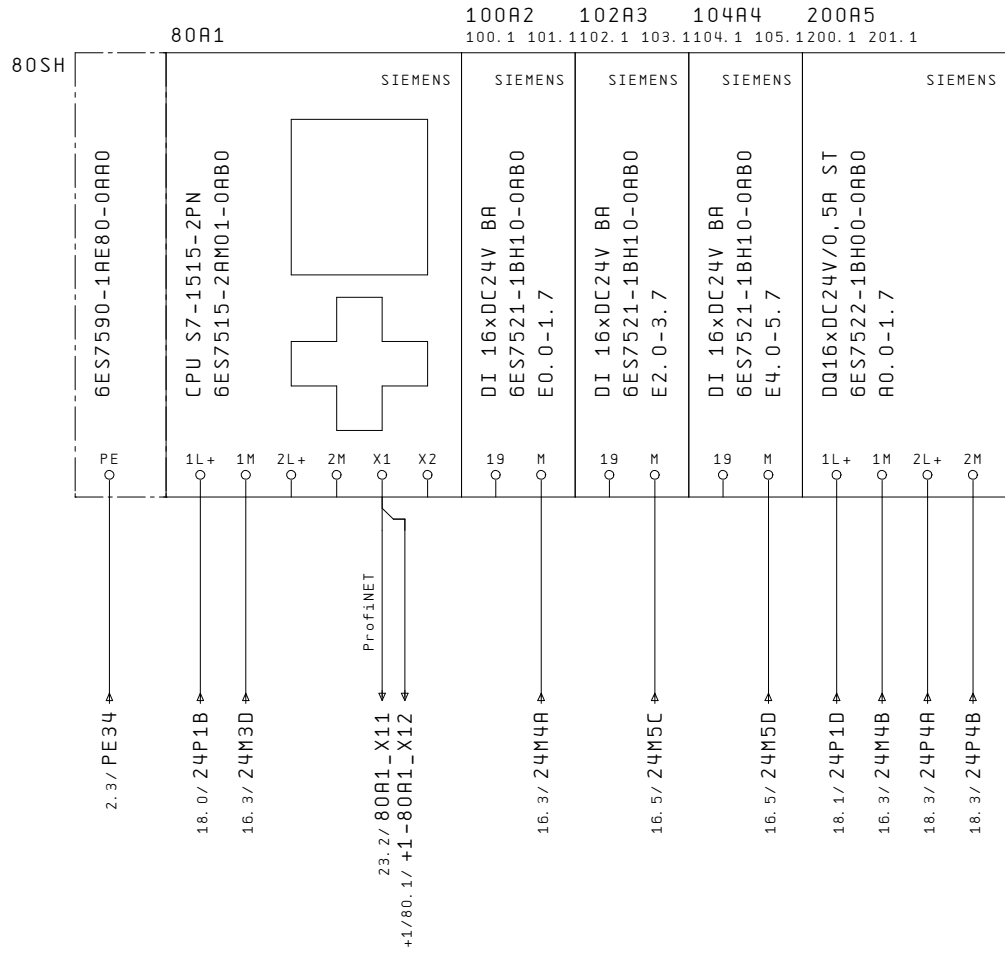 100A2
102A3
104A4
200A5
80A1
100.1 101.1
102.1 103.1
104.1 105.1
200.1 201.1
80SH
SIEMENS
SIEMENS
SIEMENS
SIEMENS
SIEMENS
6ES7590-1AE80-0AA0
CPU S7-1515-2PN
6ES7515-2AM01-0AB0
DI 16xDC24V BA
6ES7521-1BH10-0AB0
E0.0-1.7
DI 16xDC24V BA
6ES7521-1BH10-0AB0
E2.0-3.7
DI 16xDC24V BA
6ES7521-1BH10-0AB0
E4.0-5.7
DQ16xDC24V/0,5A ST
6ES7522-1BH00-0AB0
A0.0-1.7
PE 1L+ 1M 2L+ 2M X1 X2 19 M 19 M 19 M 1L+ 1M 2L+ 2M
ProfiNET
2.3/ PE34
18.0/ 24P1B
16.3/ 24M3D
23.2/ 80A1_X11
+1/80.1/ +1-80A1_X12
16.3/ 24M4A
16.5/ 24M5C
16.5/ 24M5D
18.1/ 24P1D
16.3/ 24M4B
18.3/ 24P4A
18.3/ 24P4B